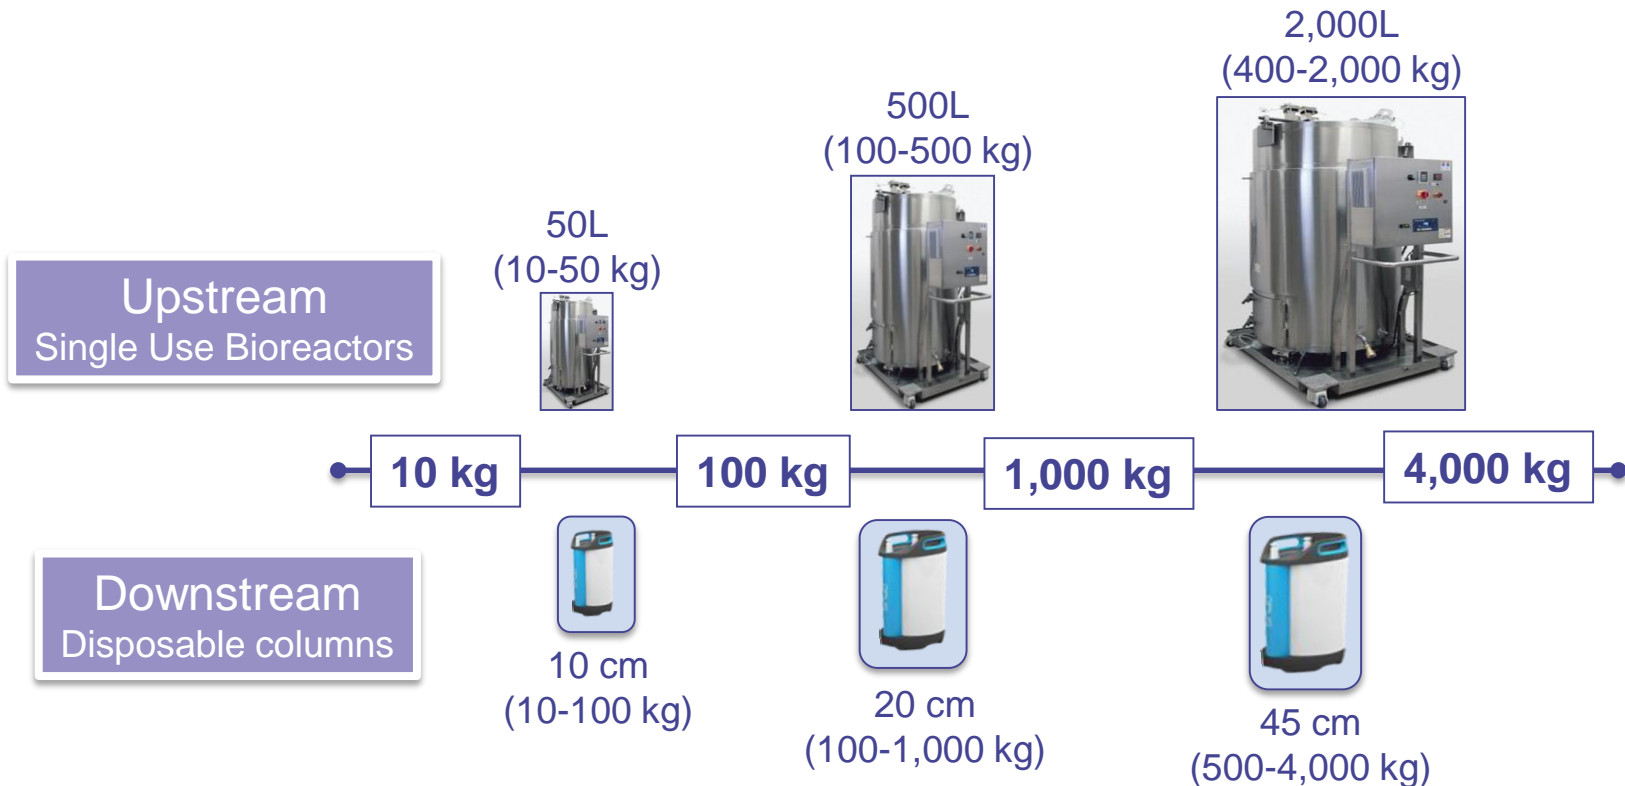 2,000L
(400-2,000 kg)
500L
(100-500 kg)
50L
(10-50 kg)
Upstream
Single Use Bioreactors
10 kg
100 kg
1,000 kg
4,000 kg
Downstream
Disposable columns
10 cm
(10-100 kg)
20 cm
(100-1,000 kg)
45 cm
(500-4,000 kg)